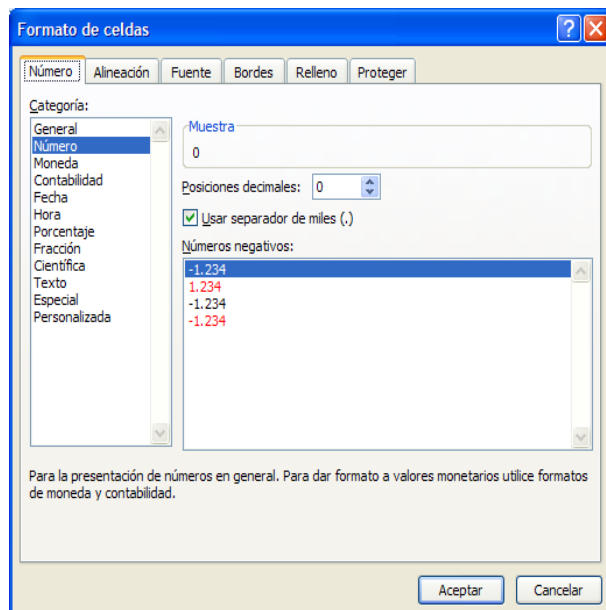 Formato de celdas
Número Alineación Fuente Bordes Relleno Proteger
Categoría:
General
Número
Moneda
Contabilidad
Fecha
Hora
Porcentaje
Fracción
Científica
Texto
Especial
Personalizada
Muestra
0
Posiciones decimales: 0
Usar separador de miles (.)
Números negativos:
-1.234
1.234
-1.234
-1.234
Para la presentación de números en general. Para dar formato a valores monetarios utilice formatos
de moneda y contabilidad.
Aceptar Cancelar